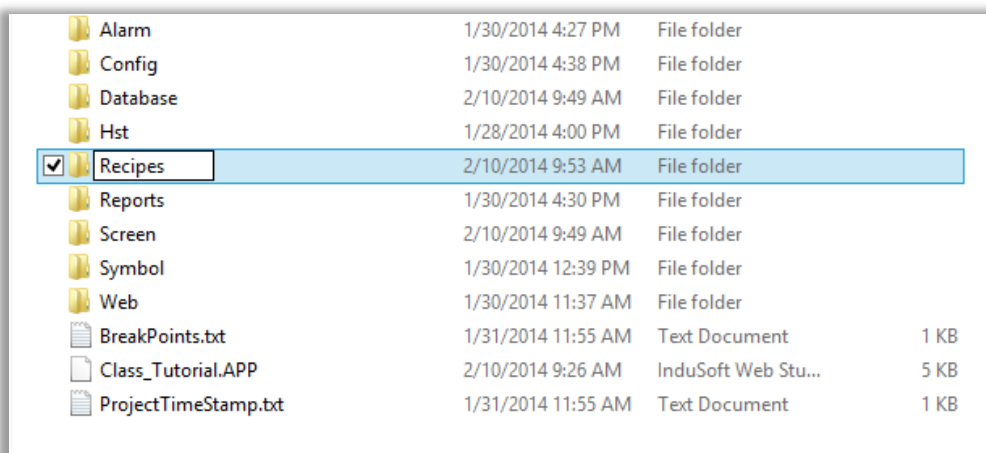 Alarm 1/30/2014 4:27 PM File folder
Config 1/30/2014 4:38 PM File folder
Database 2/10/2014 9:49 AM File folder
Hst 1/28/2014 4:00 PM File folder
Recipes 2/10/2014 9:53 AM File folder
Reports 1/30/2014 4:30 PM File folder
Screen 2/10/2014 9:49 AM File folder
Symbol 1/30/2014 12:39 PM File folder
Web 1/30/2014 11:37 AM File folder
BreakPoints.txt 1/31/2014 11:55 AM Text Document 1 KB
Class_Tutorial.APP 2/10/2014 9:26 AM InduSoft Web Stu... 5 KB
ProjectTimeStamp.txt 1/31/2014 11:55 AM Text Document 1 KB